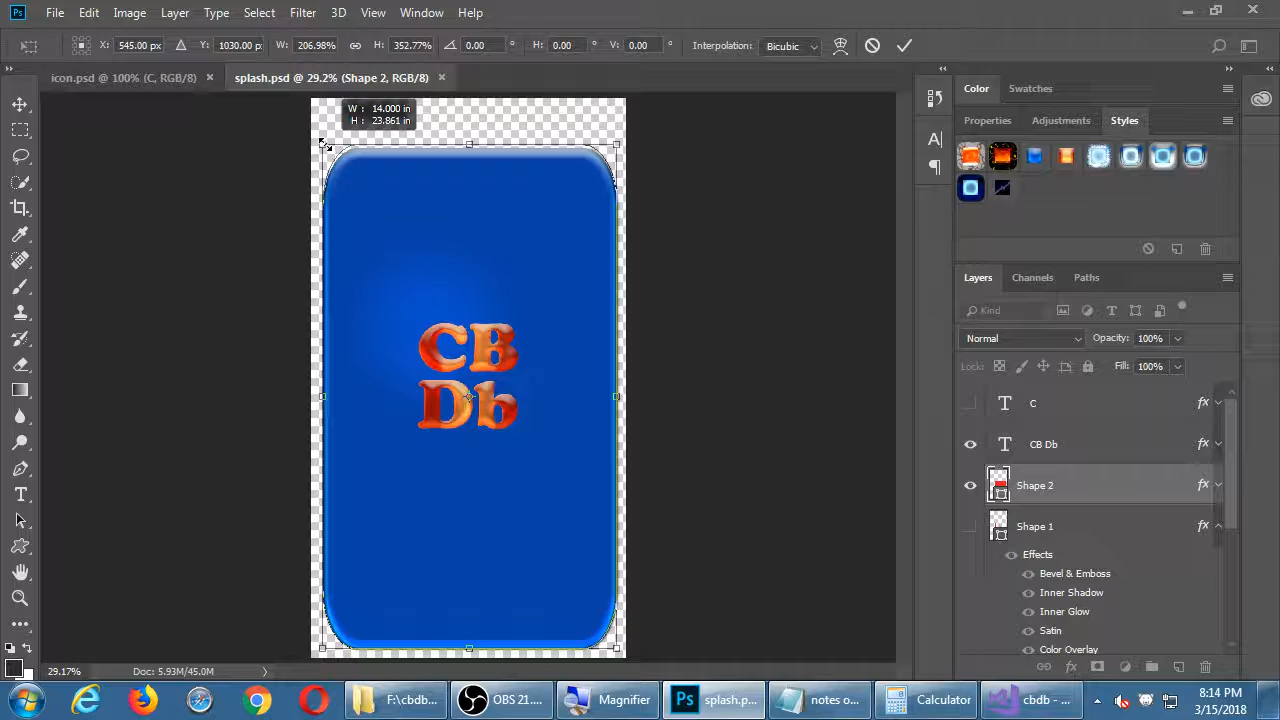 File Edit Image Layer Type Select Filter 3D View Window Help
X: 545.00 px Y: 1030.00 px W: 206.98% H: 352.77% 0.00 ° H: 0.00 ° V: 0.00 ° Interpolation: Bicubic
icon.psd @ 100% (C, RGB/8) × splash.psd @ 29.2% (Shape 2, RGB/8) ×
Color Swatches
W : 14.000 in
H : 23.861 in
Properties Adjustments Styles
Layers Channels Paths
Kind
Normal Opacity: 100%
Lock: Fill: 100%
C fx
CB Db fx
Shape 2 fx
Shape 1 fx
Effects
Bevel & Emboss
Inner Shadow
Inner Glow
Satin
Color Overlay
CB
Db
29.17% Doc: 5.93M/45.0M
F:\cbdb... OBS 21.... Magnifier splash.p... notes o... Calculator cbdb - ...
8:14 PM
3/15/2018